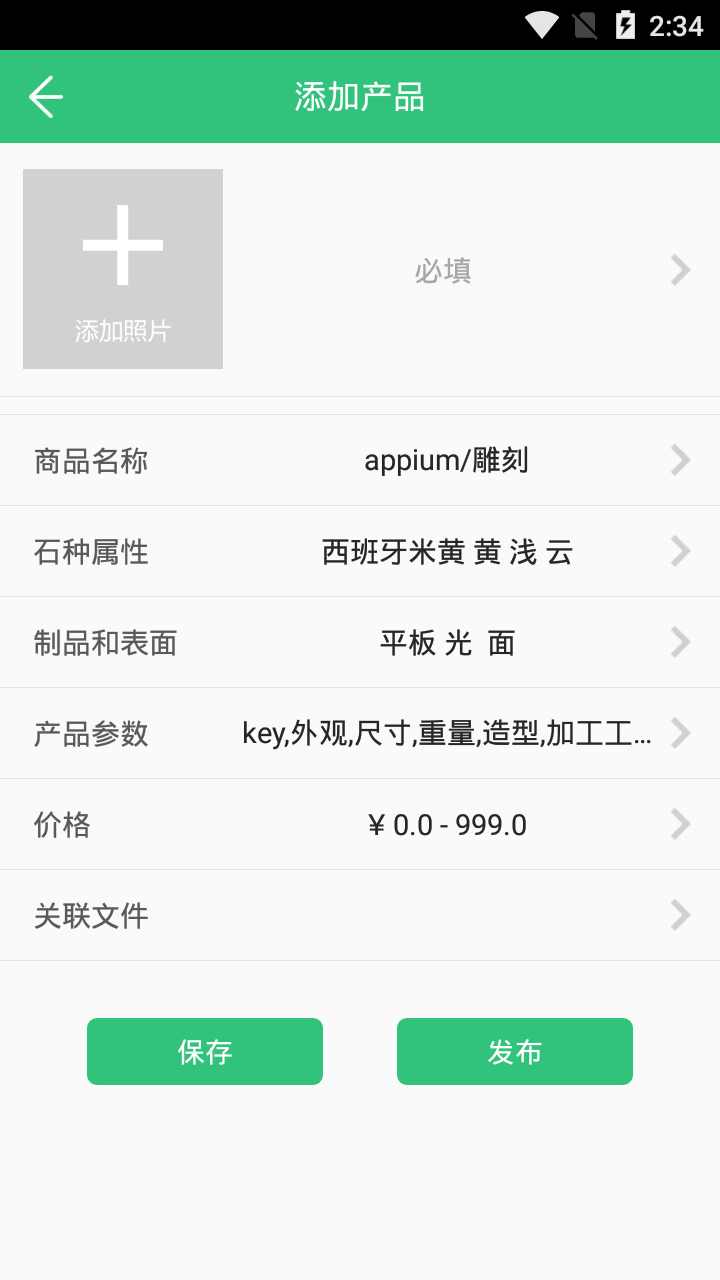 2:34
添加产品
添加照片
必填
商品名称 appium/雕刻
石种属性 西班牙米黄 黄 浅 云
制品和表面 平板 光 面
产品参数 key,外观,尺寸,重量,造型,加工工...
价格 ¥ 0.0 - 999.0
关联文件
保存 发布